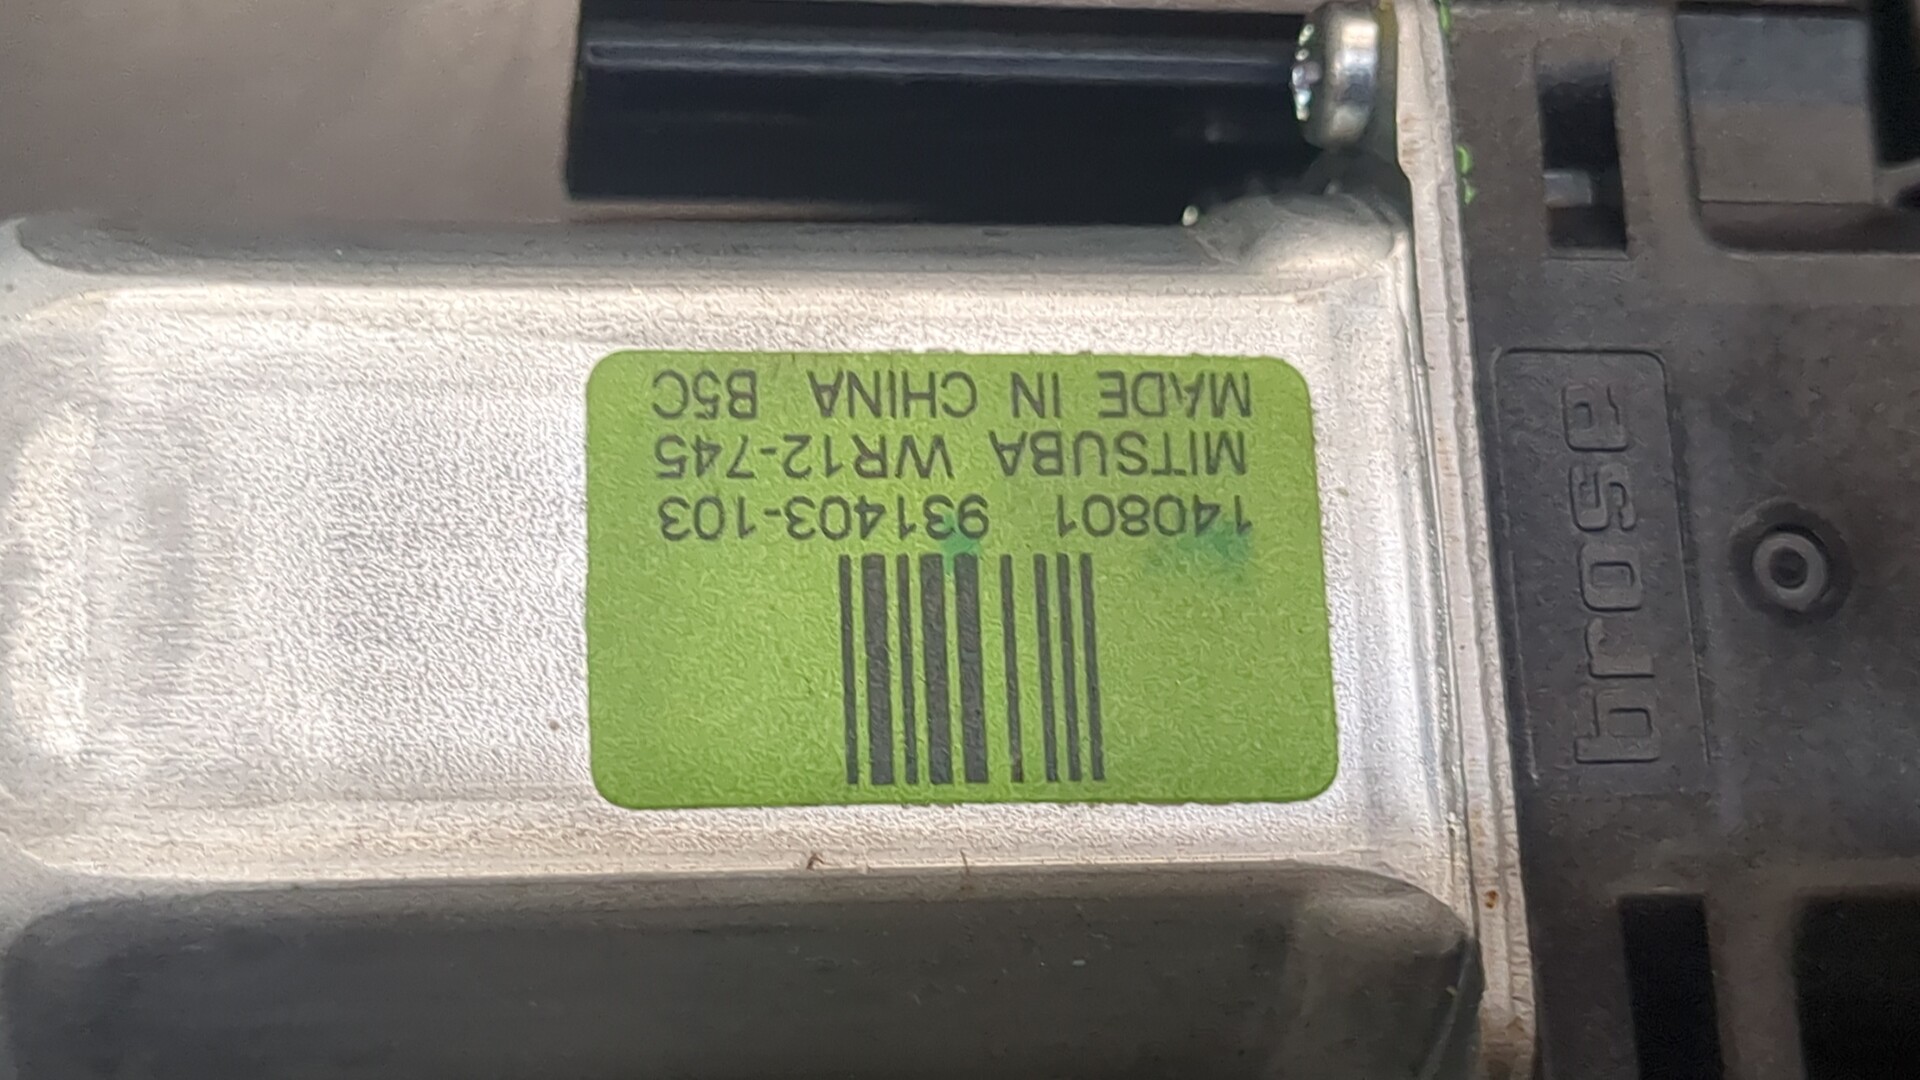 140801 931403-103
MITSUBA WR12-745
MADE IN CHINA B5C
brose